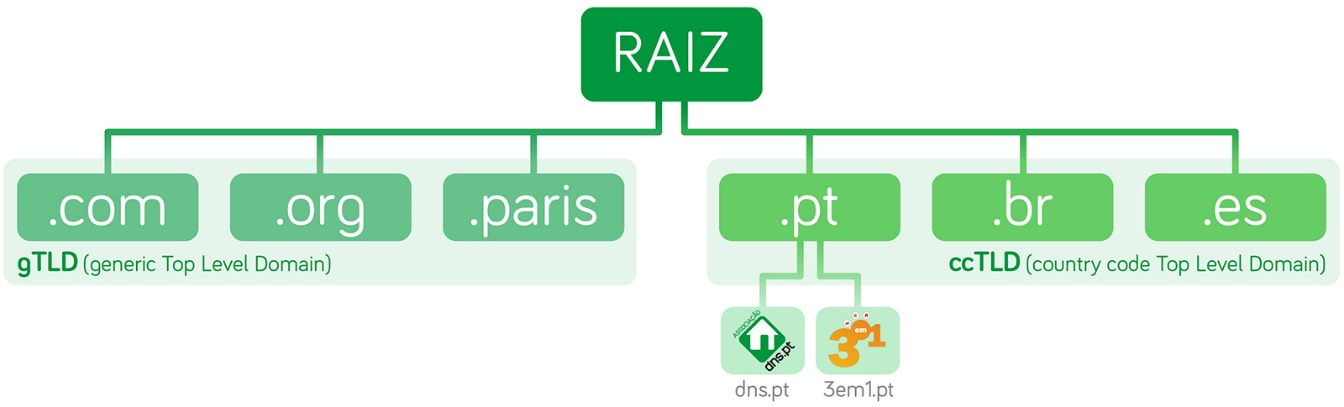 RAIZ
.com
.org
.paris
gTLD (generic Top Level Domain)
.pt
.br
.es
ccTLD (country code Top Level Domain)
ASSOCIAÇÃO
dns.pt
3em1
dns.pt
3em1.pt